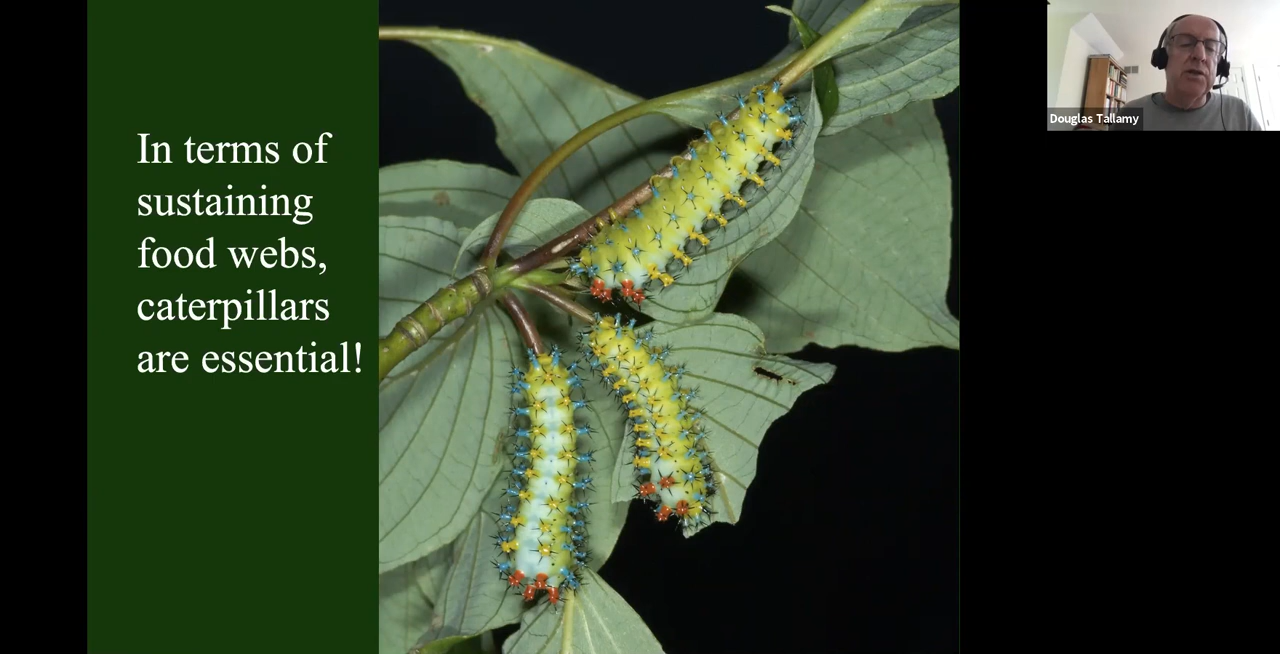 In terms of
sustaining
food webs,
caterpillars
are essential!
Douglas Tallamy